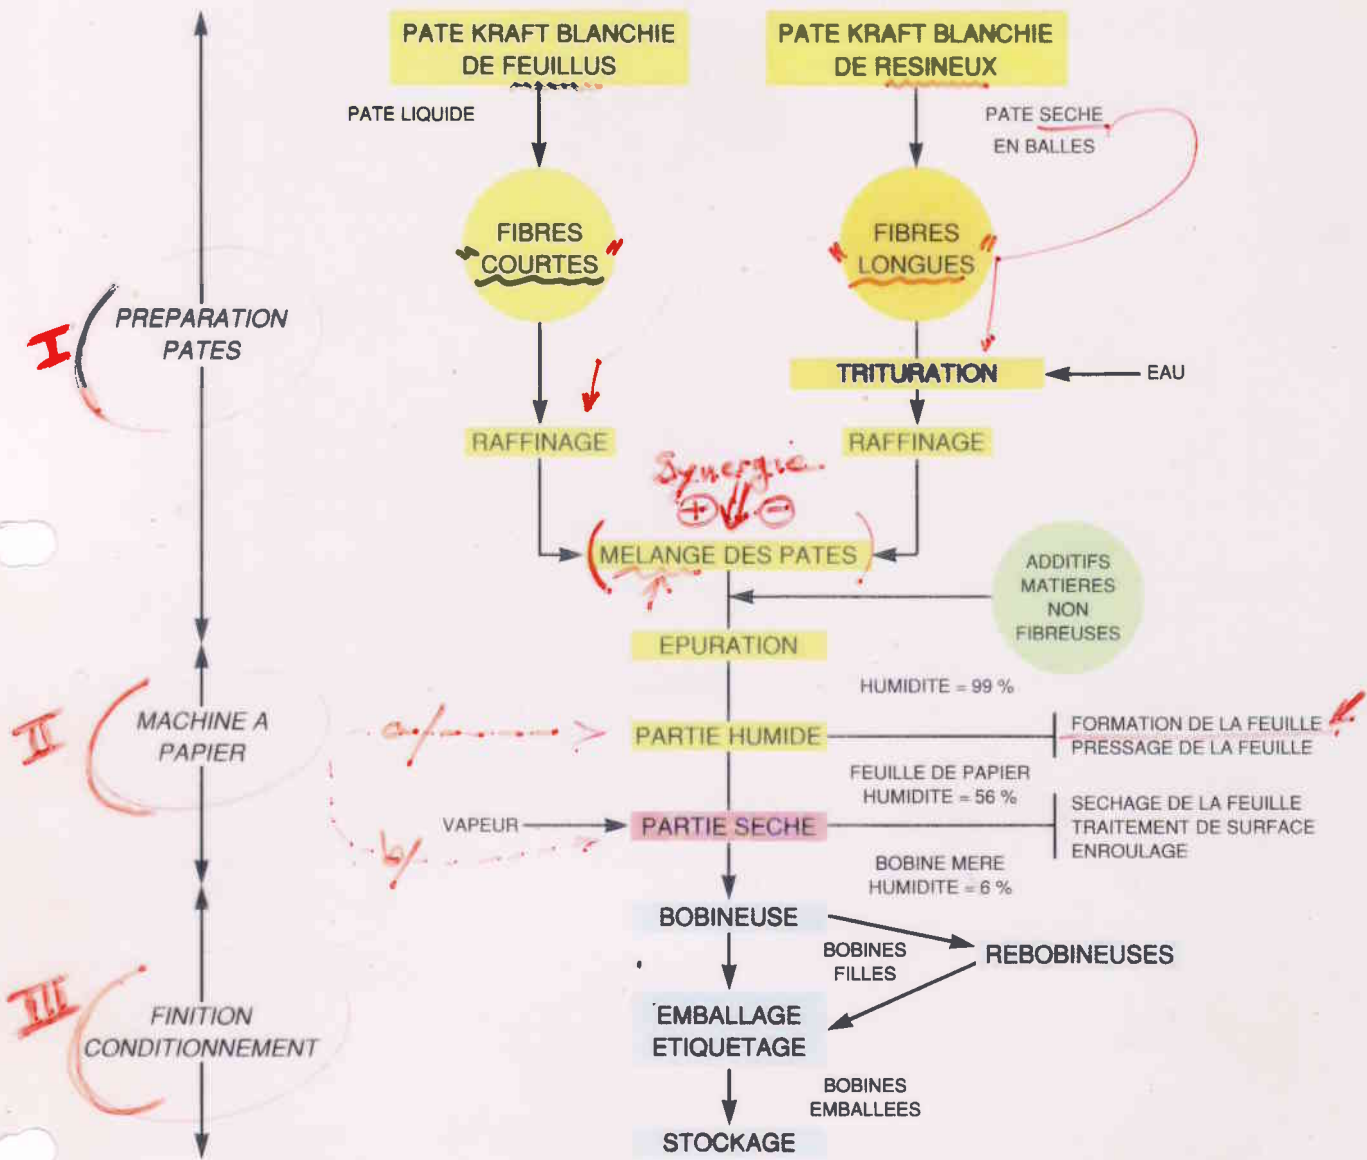 PATE KRAFT BLANCHIE
DE FEUILLUS
PATE KRAFT BLANCHIE
DE RESINEUX
PATE LIQUIDE
PATE SECHE
EN BALLES
FIBRES
COURTES
FIBRES
LONGUES
I
PREPARATION
PATES
TRITURATION
EAU
RAFFINAGE
RAFFINAGE
Synergie
+ -
MELANGE DES PATES
ADDITIFS
MATIERES
NON
FIBREUSES
EPURATION
HUMIDITE = 99 %
II
MACHINE A
PAPIER
a/
PARTIE HUMIDE
FORMATION DE LA FEUILLE
PRESSAGE DE LA FEUILLE
FEUILLE DE PAPIER
HUMIDITE = 56 %
b/
VAPEUR
PARTIE SECHE
SECHAGE DE LA FEUILLE
TRAITEMENT DE SURFACE
ENROULAGE
BOBINE MERE
HUMIDITE = 6 %
BOBINEUSE
BOBINES
FILLES
REBOBINEUSES
III
FINITION
CONDITIONNEMENT
EMBALLAGE
ETIQUETAGE
BOBINES
EMBALLEES
STOCKAGE